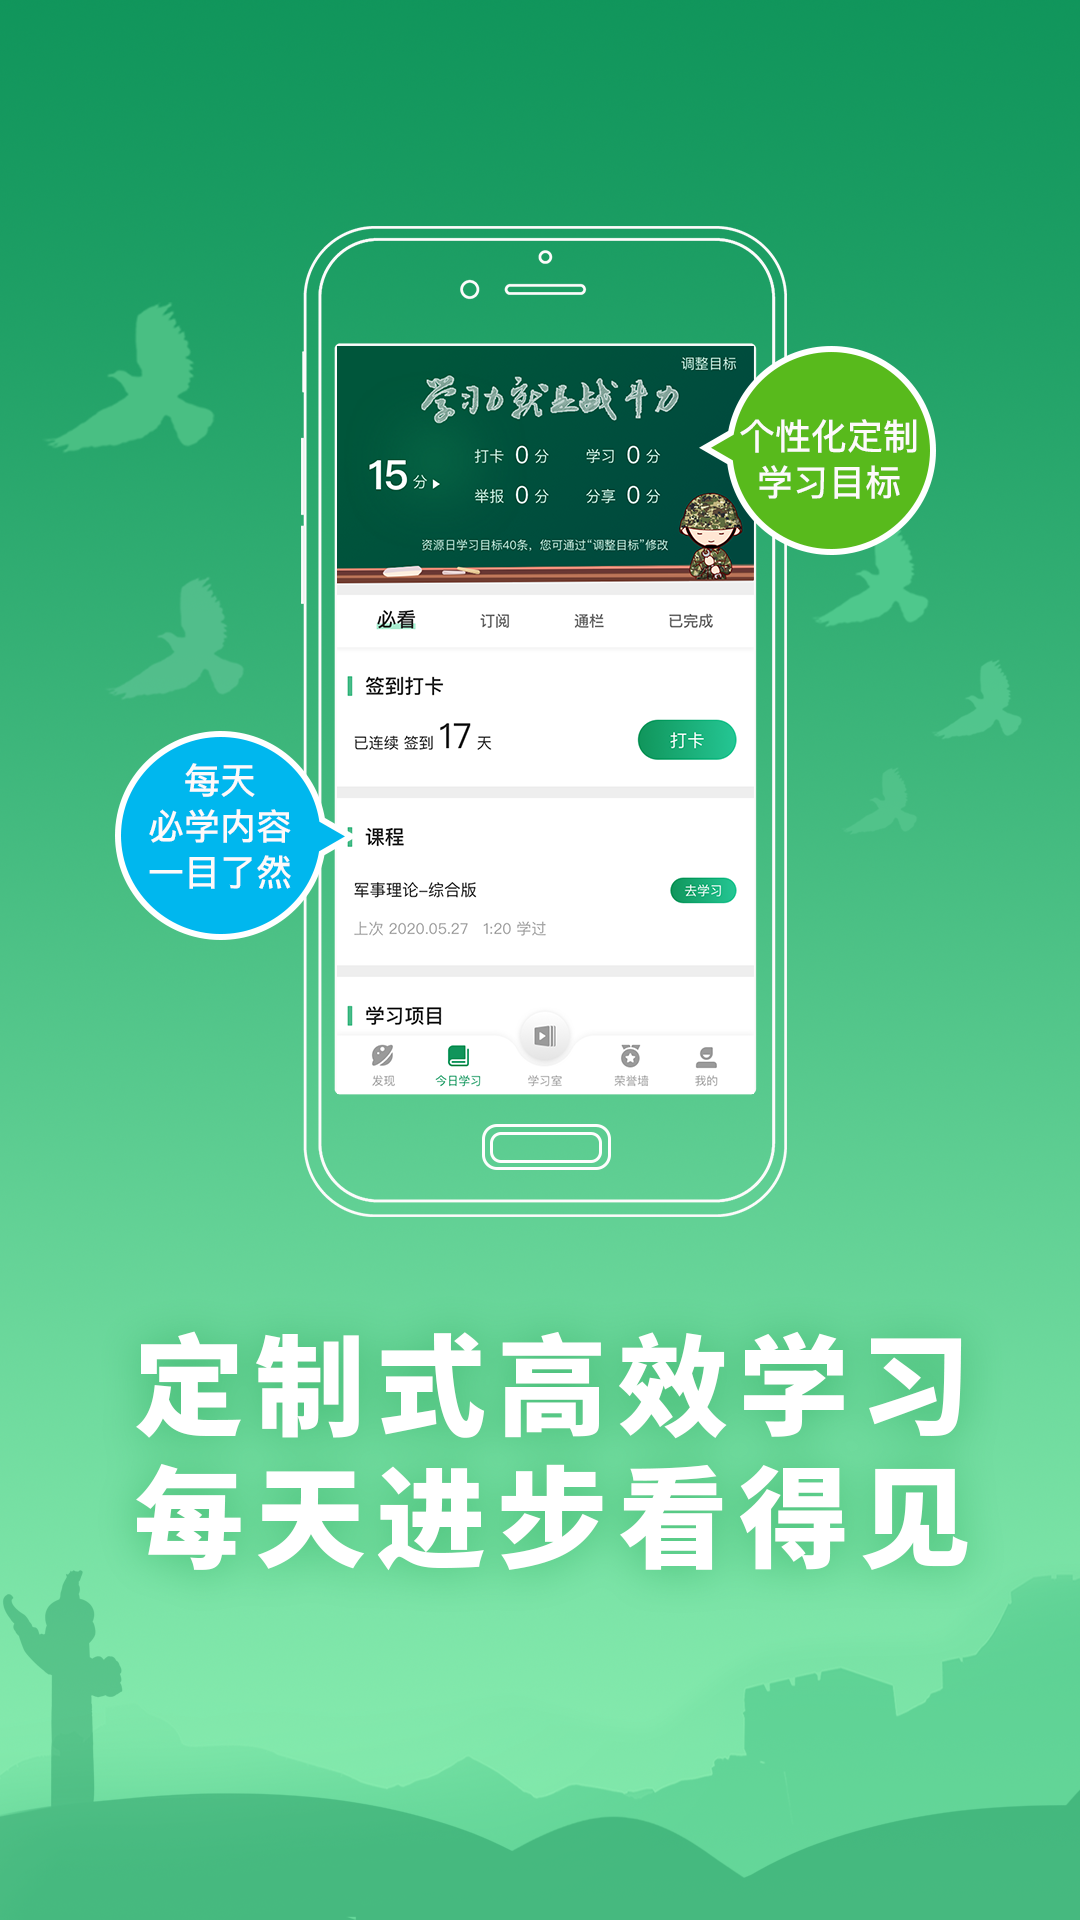 调整目标
学习力就是战斗力
15分
打卡 0 分 学习 0 分
举报 0 分 分享 0 分
资源日学习目标40条，您可通过“调整目标”修改
个性化定制
学习目标
必看 订阅 通栏 已完成
签到打卡
已连续 签到 17 天 打卡
每天
必学内容
一目了然
课程
军事理论-综合版 去学习
上次 2020.05.27 1:20 学过
学习项目
发现 今日学习 学习室 荣誉墙 我的
定制式高效学习
每天进步看得见